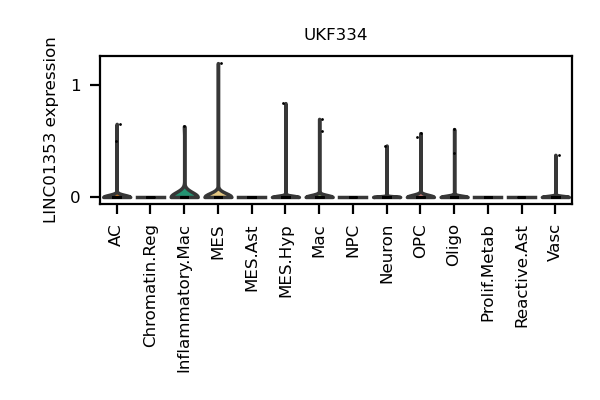 UKF334
LINC01353 expression
1
0
AC
Chromatin.Reg
Inflammatory.Mac
MES
MES.Ast
MES.Hyp
Mac
NPC
Neuron
OPC
Oligo
Prolif.Metab
Reactive.Ast
Vasc